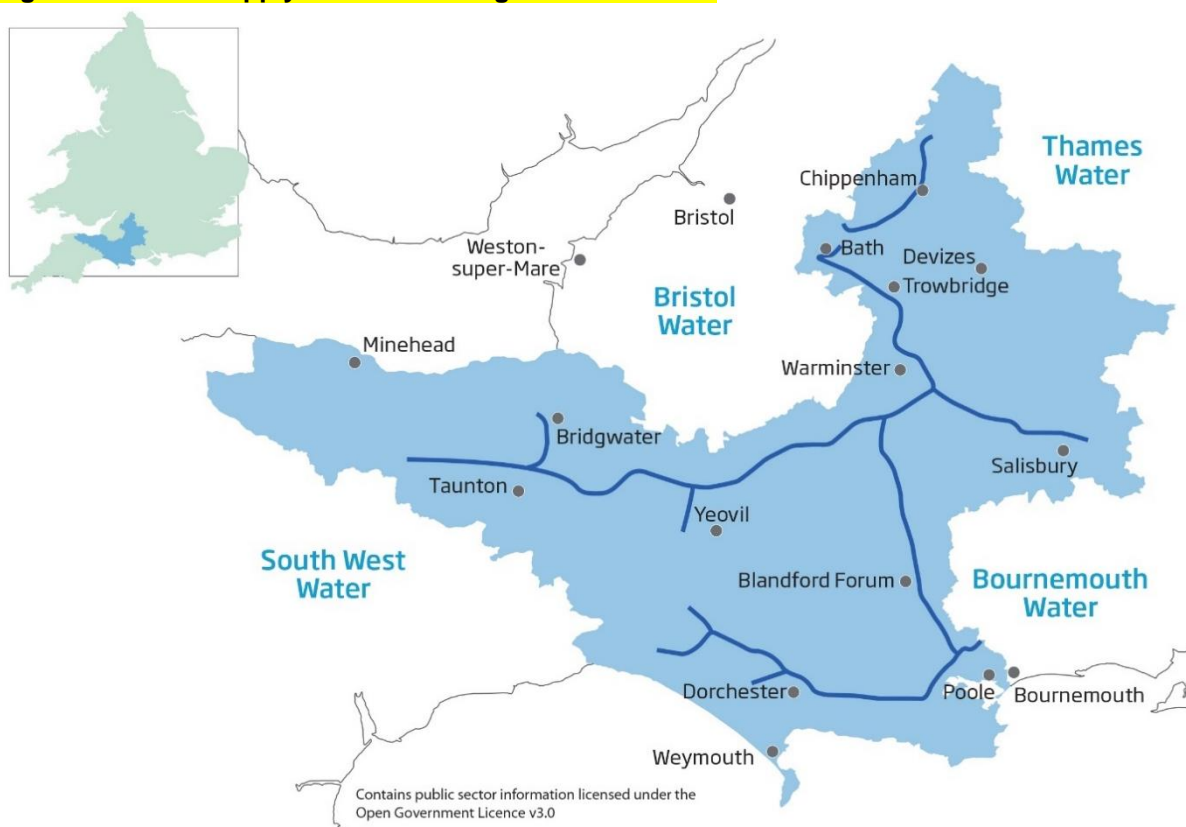 Chippenham
Thames
Water
Bristol
Bath
Devizes
Weston-
super-Mare
Trowbridge
Bristol
Water
Minehead
Warminster
Bridgwater
Salisbury
Taunton
Yeovil
South West
Water
Blandford Forum
Bournemouth
Water
Dorchester
Poole
Bournemouth
Weymouth
Contains public sector information licensed under the
Open Government Licence v3.0